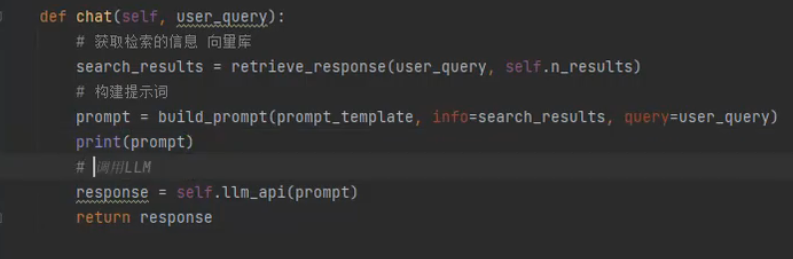 def chat(self, user_query):
# 获取检索的信息 向量库
search_results = retrieve_response(user_query, self.n_results)
# 构建提示词
prompt = build_prompt(prompt_template, info=search_results, query=user_query)
print(prompt)
# 调用LLM
response = self.llm_api(prompt)
return response